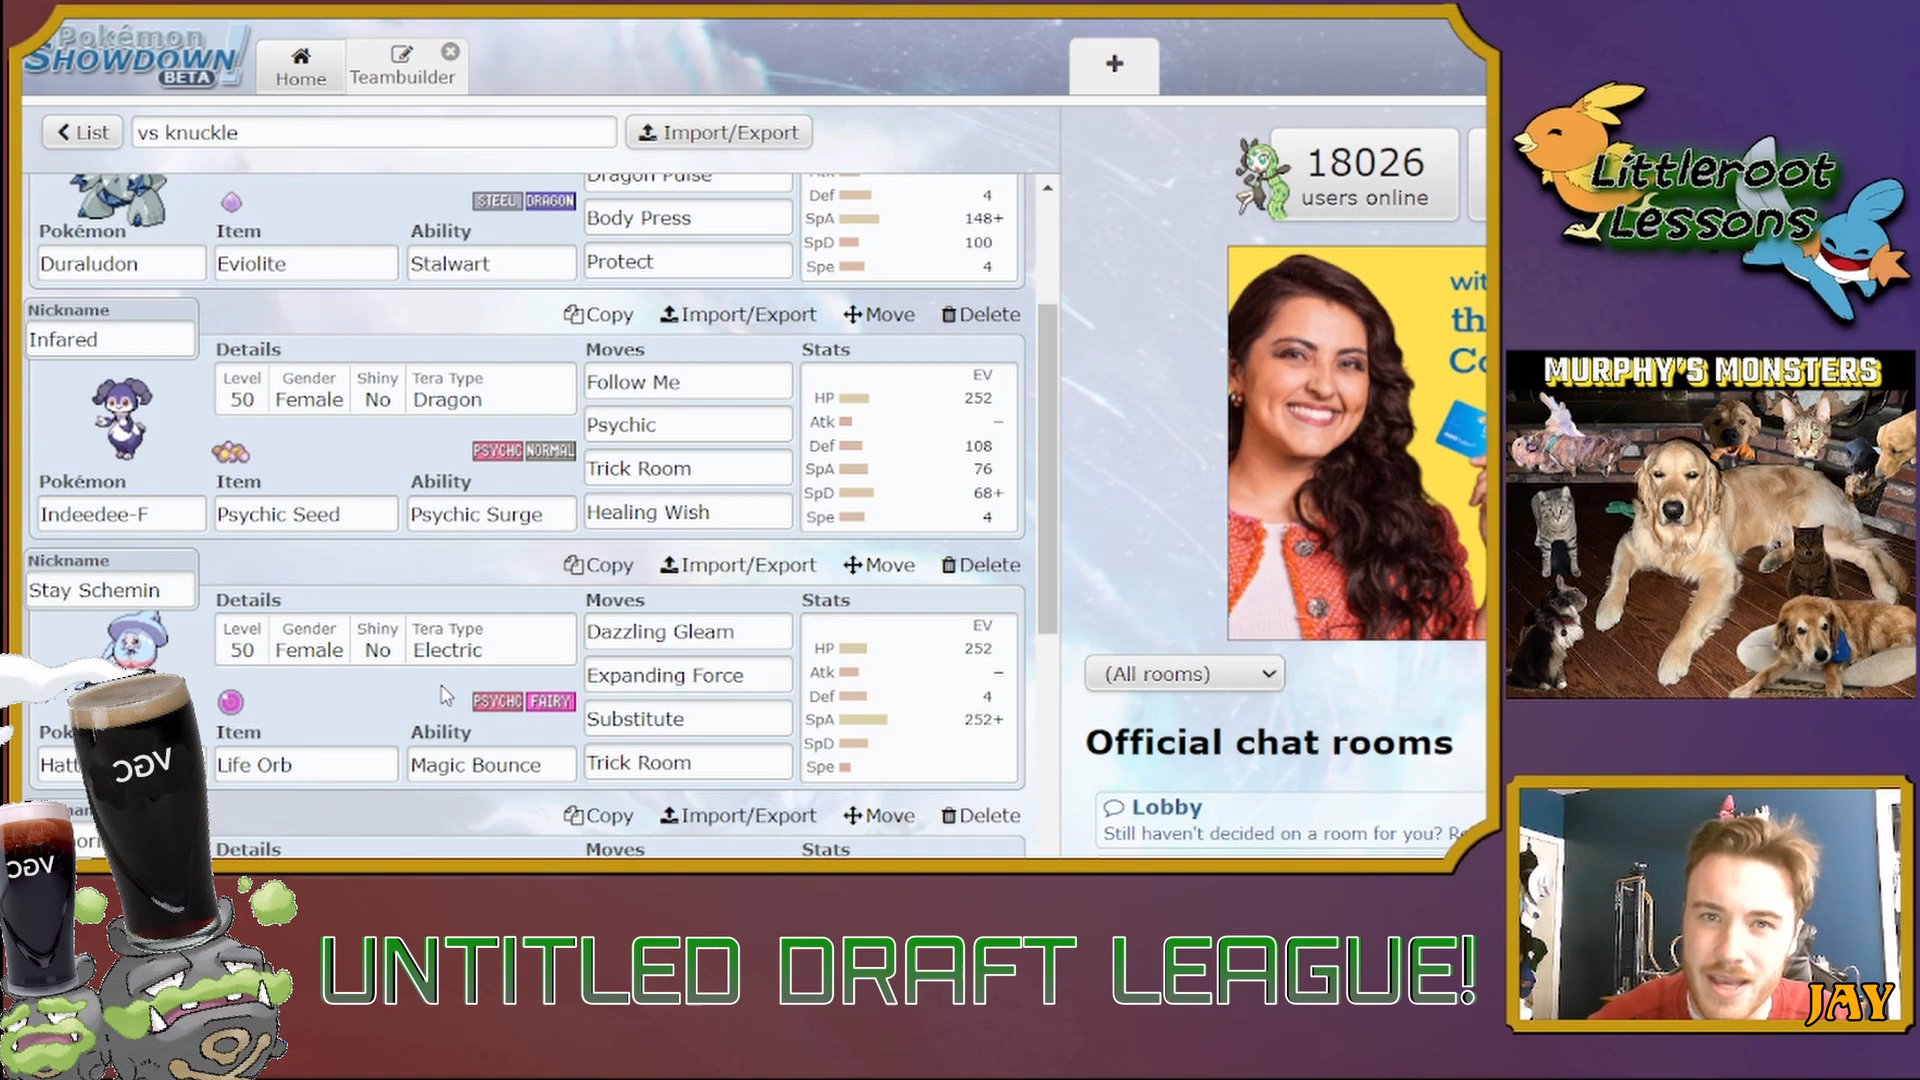 Pokémon
SHOWDOWN!
BETA
Home
Teambuilder
List
vs knuckle
Import/Export
Dragon Pulse
STEEL DRAGON
Body Press
Protect
Pokémon
Item
Ability
Duraludon
Eviolite
Stalwart
Def 4
SpA 148+
SpD 100
Spe 4
Nickname
Infared
Copy Import/Export Move Delete
Details
Moves
Stats
Level 50
Gender Female
Shiny No
Tera Type Dragon
Follow Me
Psychic
Trick Room
Healing Wish
EV
HP 252
Atk –
Def 108
SpA 76
SpD 68+
Spe 4
PSYCHC NORMAL
Pokémon
Item
Ability
Indeedee-F
Psychic Seed
Psychic Surge
Nickname
Stay Schemin
Copy Import/Export Move Delete
Details
Moves
Stats
Level 50
Gender Female
Shiny No
Tera Type Electric
Dazzling Gleam
Expanding Force
Substitute
Trick Room
EV
HP 252
Atk –
Def 4
SpA 252+
SpD
Spe
PSYCHC FAIRY
Item
Ability
Hatt
Life Orb
Magic Bounce
Copy Import/Export Move Delete
Details
Moves
Stats
+
18026
users online
(All rooms)
Official chat rooms
Lobby
Still haven't decided on a room for you? Re
Littleroot
Lessons
MURPHY'S MONSTERS
JAY
VGC
VGC
UNTITLED DRAFT LEAGUE!